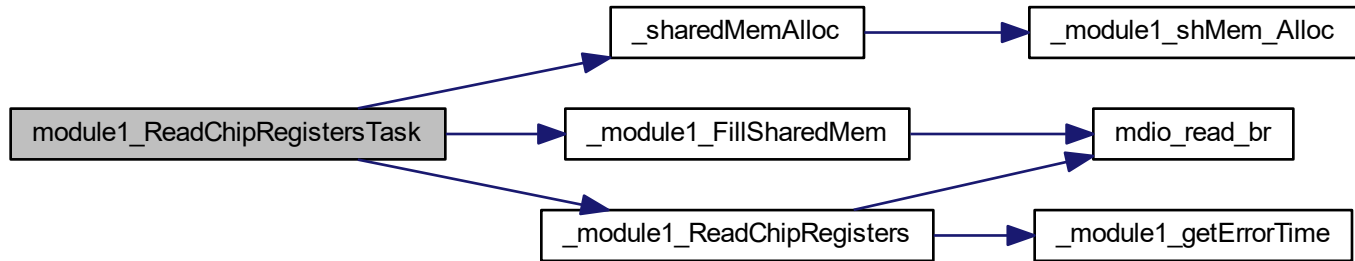 _sharedMemAlloc
_module1_shMem_Alloc
module1_ReadChipRegistersTask
_module1_FillSharedMem
mdio_read_br
_module1_ReadChipRegisters
_module1_getErrorTime